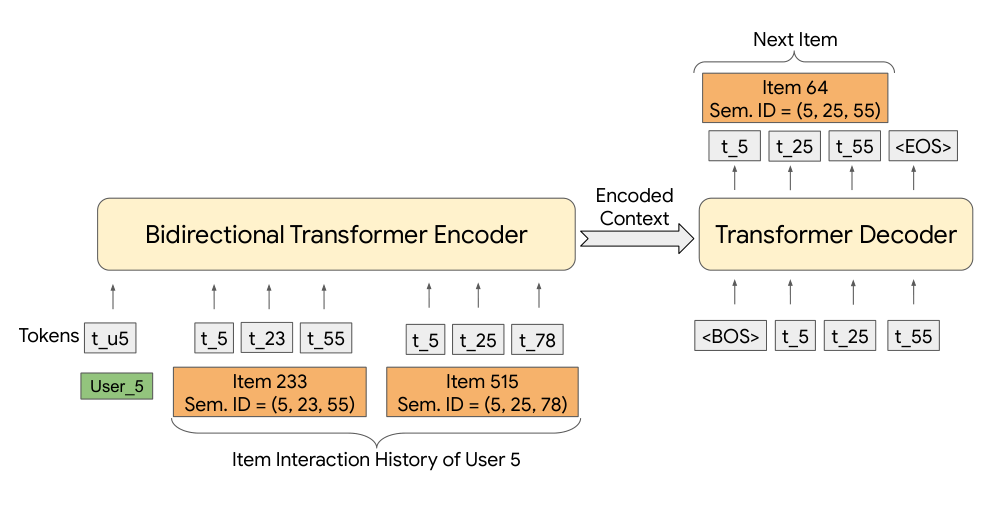 Next Item
Item 64
Sem. ID = (5, 25, 55)
t_5 t_25 t_55 <EOS>
Encoded
Context
Bidirectional Transformer Encoder
Transformer Decoder
Tokens t_u5 t_5 t_23 t_55 t_5 t_25 t_78
<BOS> t_5 t_25 t_55
User_5
Item 233
Sem. ID = (5, 23, 55)
Item 515
Sem. ID = (5, 25, 78)
Item Interaction History of User 5